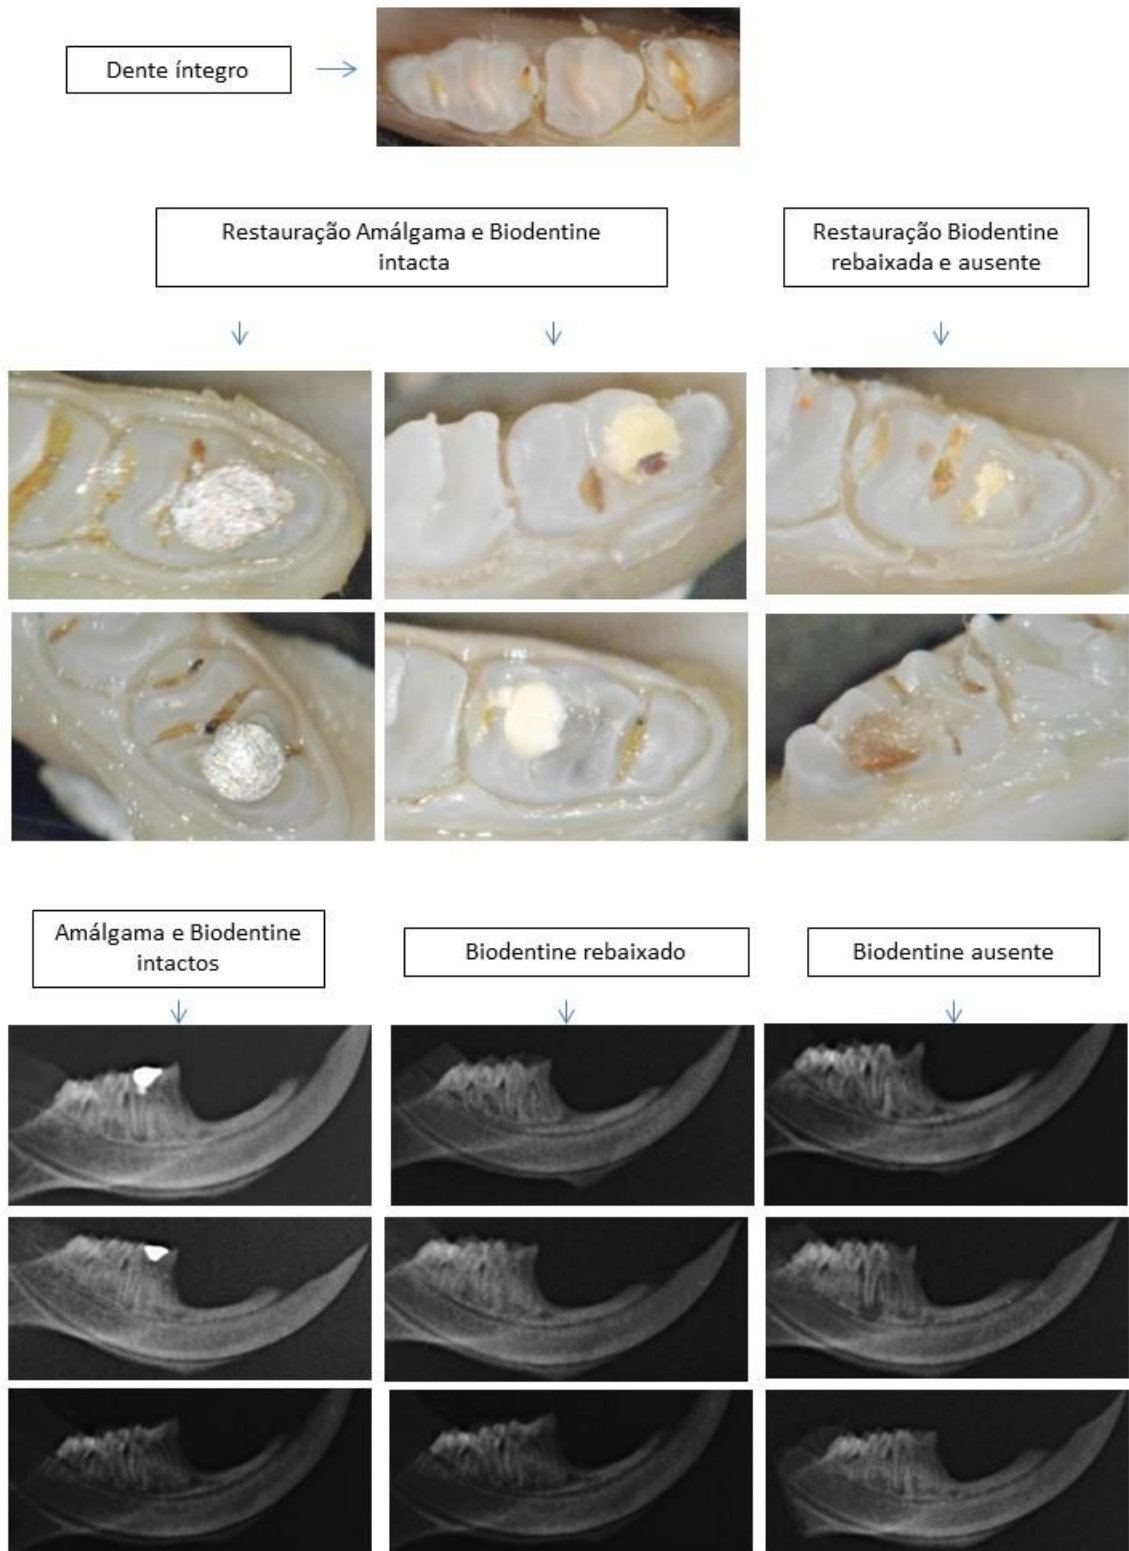 Dente íntegro
Restauração Amálgama e Biodentine
intacta
Restauração Biodentine
rebaixada e ausente
Amálgama e Biodentine
intactos
Biodentine rebaixado
Biodentine ausente